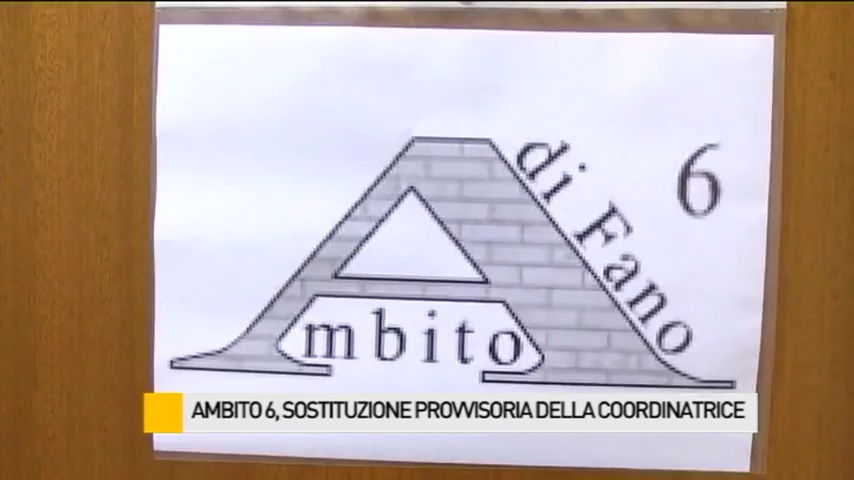 Ambito
di Fano
6
AMBITO 6, SOSTITUZIONE PROVVISORIA DELLA COORDINATRICE